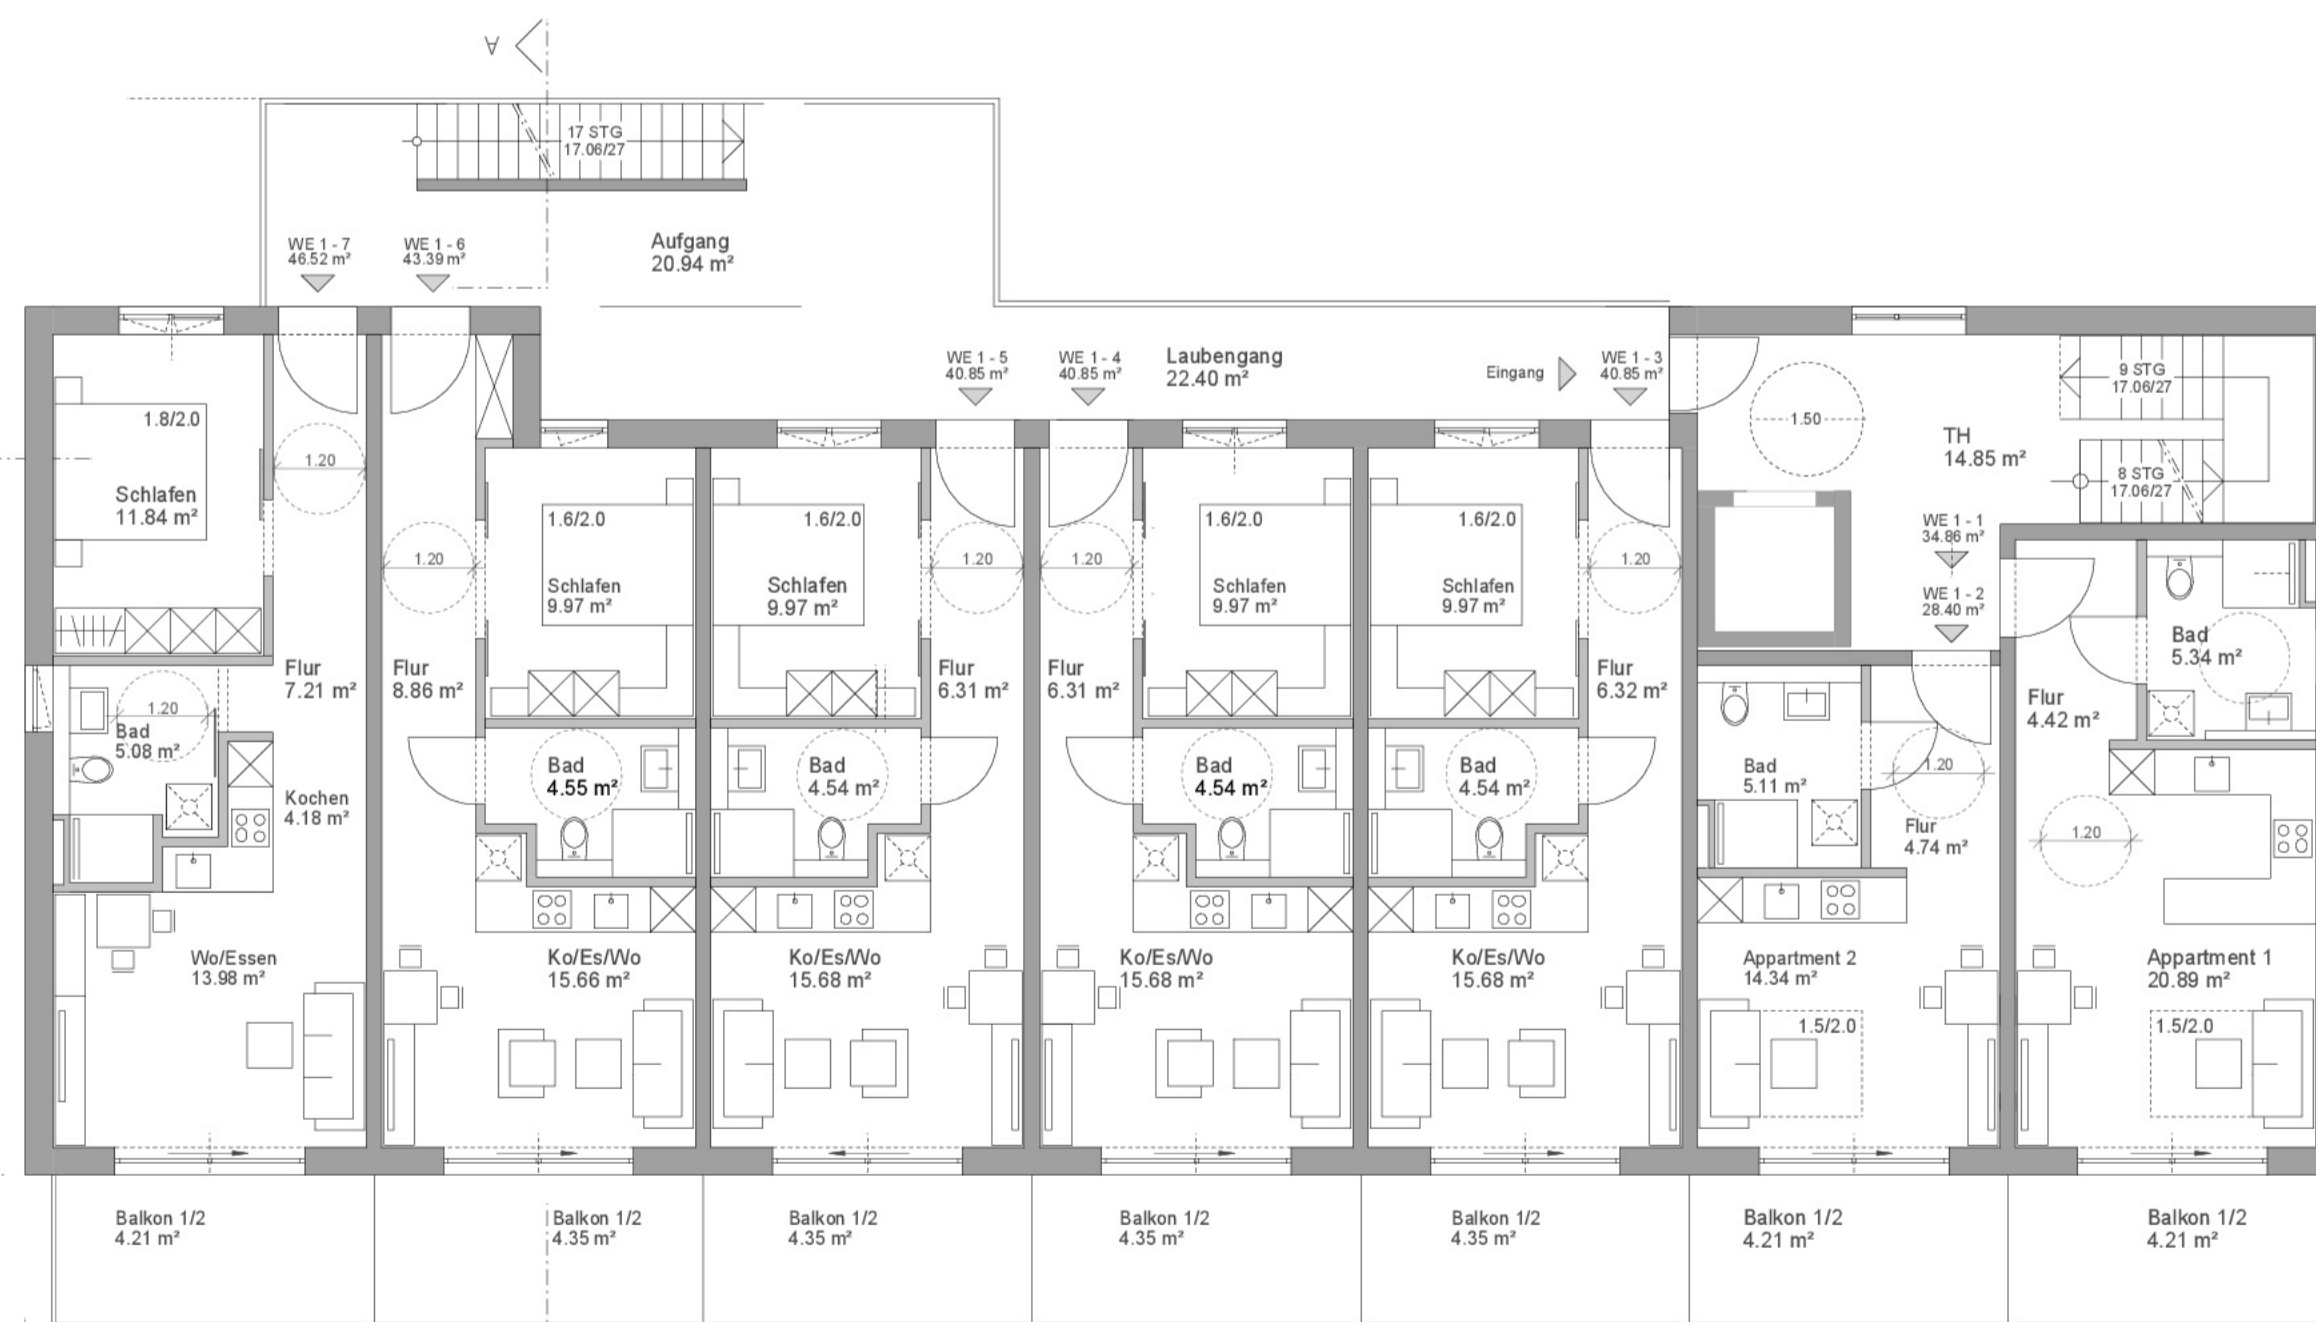 A
17 STG
17.06/27
WE 1 - 7
46.52 m²
WE 1 - 6
43.39 m²
Aufgang
20.94 m²
WE 1 - 5
40.85 m²
WE 1 - 4
40.85 m²
Laubengang
22.40 m²
Eingang
WE 1 - 3
40.85 m²
9 STG
17.06/27
1.50
TH
14.85 m²
8 STG
17.06/27
WE 1 - 1
34.86 m²
WE 1 - 2
28.40 m²
1.8/2.0
1.20
Schlafen
11.84 m²
1.20
1.6/2.0
Schlafen
9.97 m²
1.6/2.0
Schlafen
9.97 m²
1.20
1.20
1.6/2.0
Schlafen
9.97 m²
1.6/2.0
Schlafen
9.97 m²
1.20
Flur
7.21 m²
Flur
8.86 m²
Flur
6.31 m²
Flur
6.31 m²
Flur
6.32 m²
Bad
5.34 m²
Flur
4.42 m²
1.20
Bad
5.08 m²
Kochen
4.18 m²
Bad
4.55 m²
Bad
4.54 m²
Bad
4.54 m²
Bad
4.54 m²
Bad
5.11 m²
1.20
Flur
4.74 m²
1.20
Wo/Essen
13.98 m²
Ko/Es/Wo
15.66 m²
Ko/Es/Wo
15.68 m²
Ko/Es/Wo
15.68 m²
Ko/Es/Wo
15.68 m²
Appartment 2
14.34 m²
1.5/2.0
Appartment 1
20.89 m²
1.5/2.0
Balkon 1/2
4.21 m²
Balkon 1/2
4.35 m²
Balkon 1/2
4.35 m²
Balkon 1/2
4.35 m²
Balkon 1/2
4.35 m²
Balkon 1/2
4.21 m²
Balkon 1/2
4.21 m²